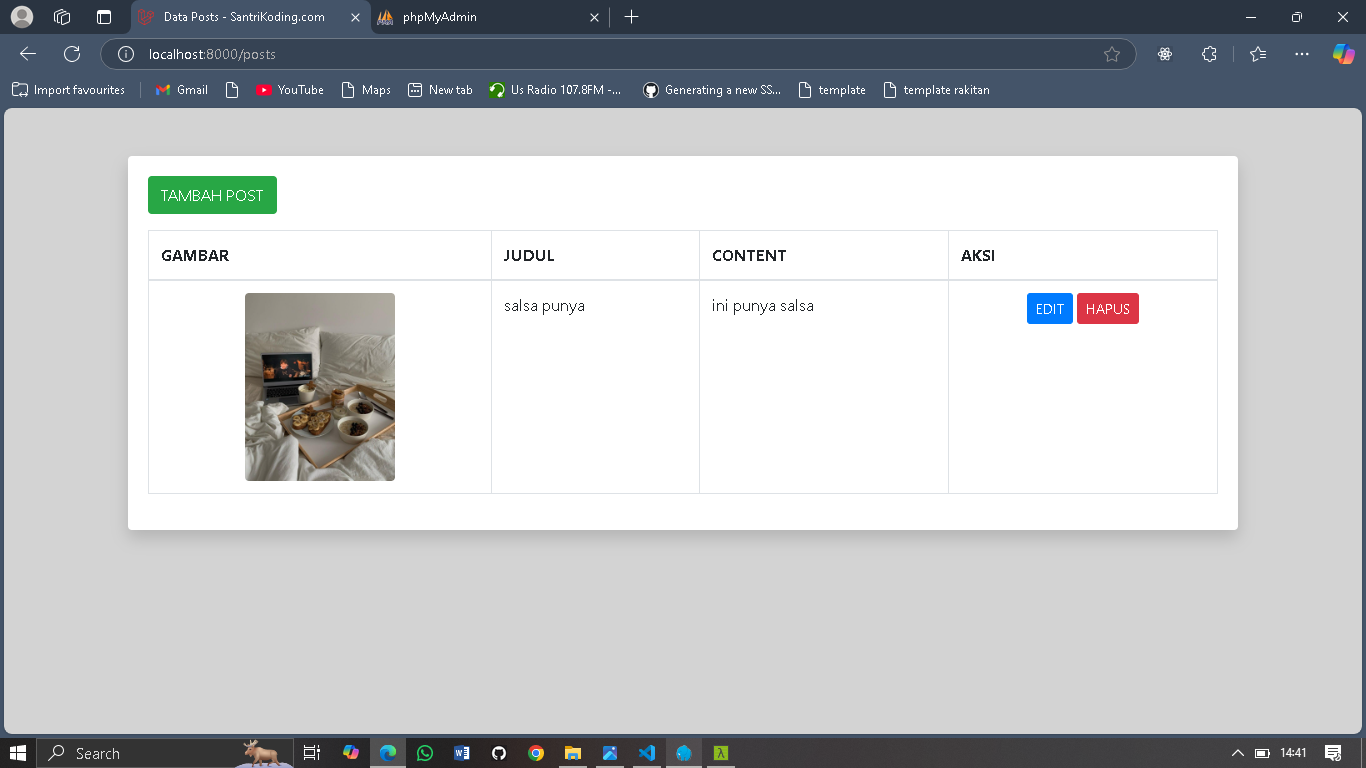 Data Posts - SantriKoding.com
phpMyAdmin
localhost:8000/posts
Import favourites
Gmail
YouTube
Maps
New tab
Us Radio 107.8FM -...
Generating a new SS...
template
template rakitan
TAMBAH POST
GAMBAR JUDUL CONTENT AKSI
salsa punya ini punya salsa EDIT HAPUS
Search
14:41